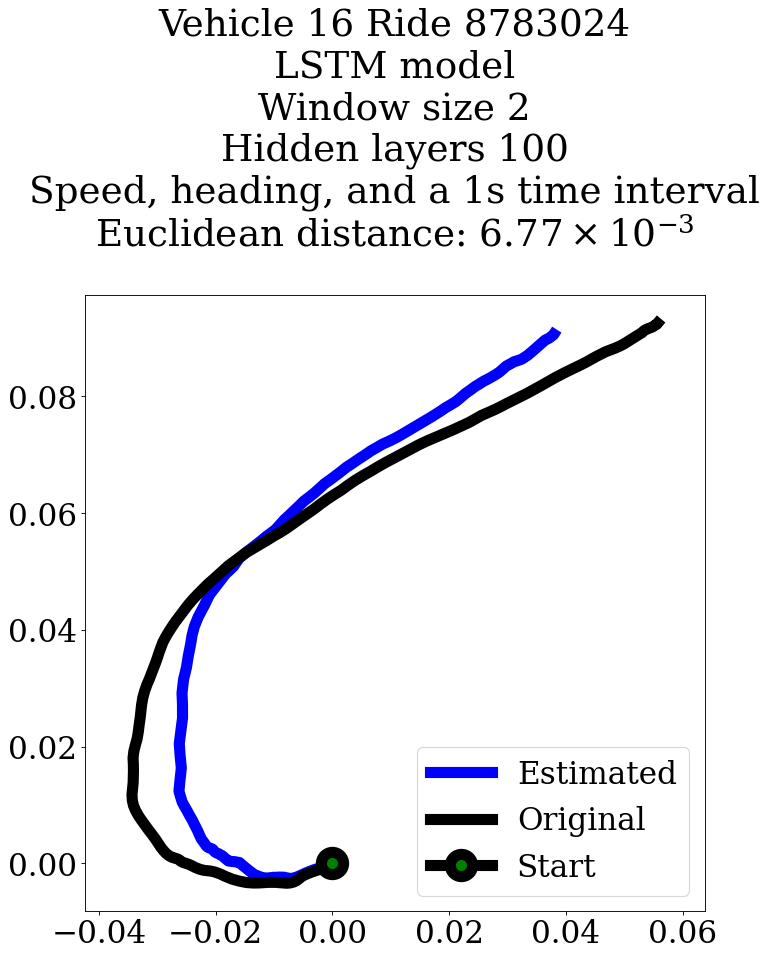 Vehicle 16 Ride 8783024
LSTM model
Window size 2
Hidden layers 100
Speed, heading, and a 1s time interval
Euclidean distance: 6.77 × 10⁻³
0.08
0.06
0.04
0.02
0.00
−0.04 −0.02 0.00 0.02 0.04 0.06
Estimated
Original
Start